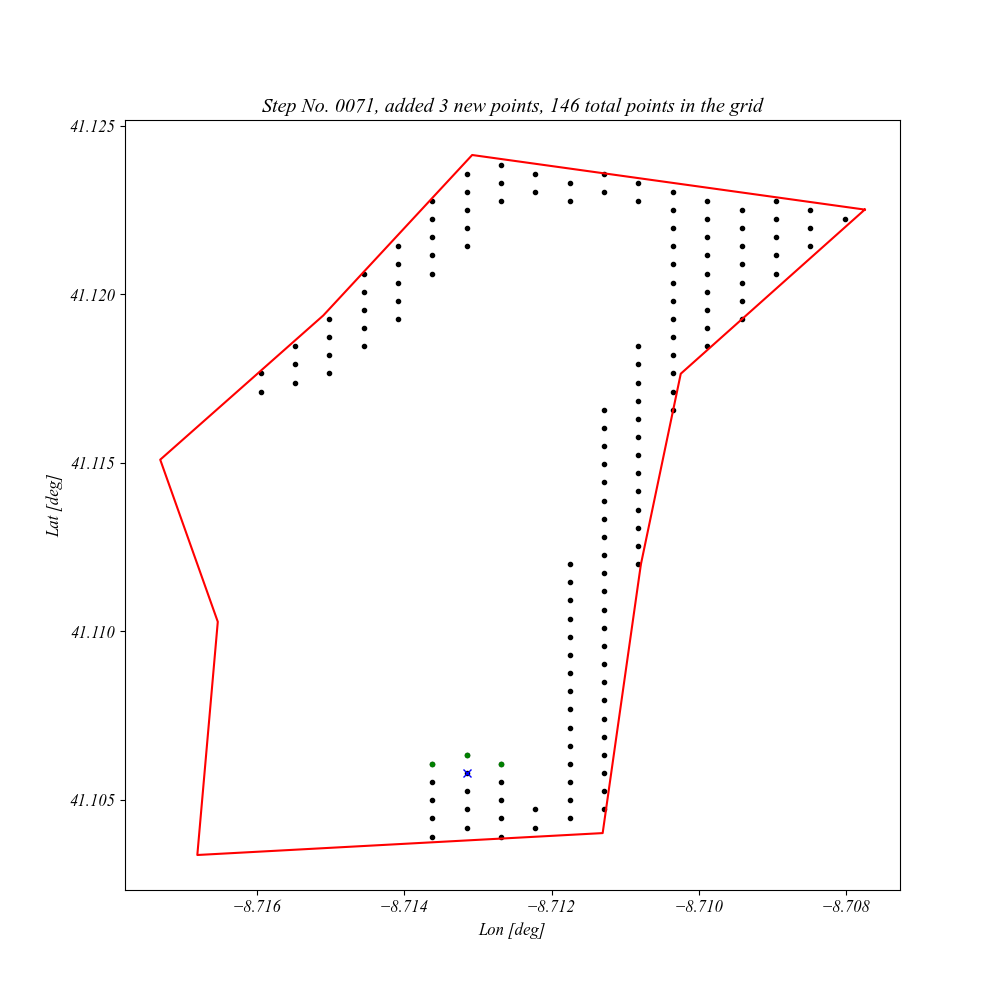 Step No. 0071, added 3 new points, 146 total points in the grid
41.125
41.120
41.115
41.110
41.105
Lat [deg]
−8.716 −8.714 −8.712 −8.710 −8.708
Lon [deg]